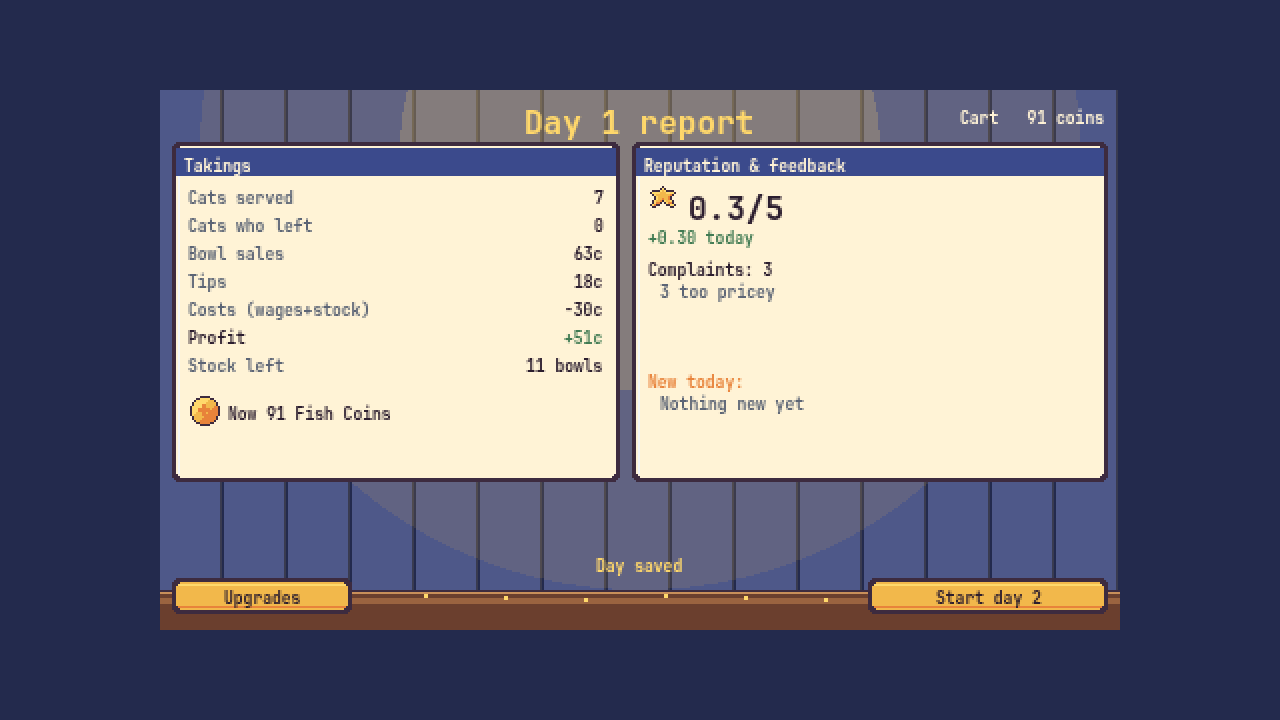 Day 1 report
Cart 91 coins
Takings
Cats served 7
Cats who left 0
Bowl sales 63c
Tips 18c
Costs (wages+stock) -30c
Profit +51c
Stock left 11 bowls
Now 91 Fish Coins
Reputation & feedback
0.3/5
+0.30 today
Complaints: 3
3 too pricey
New today:
Nothing new yet
Day saved
Upgrades
Start day 2